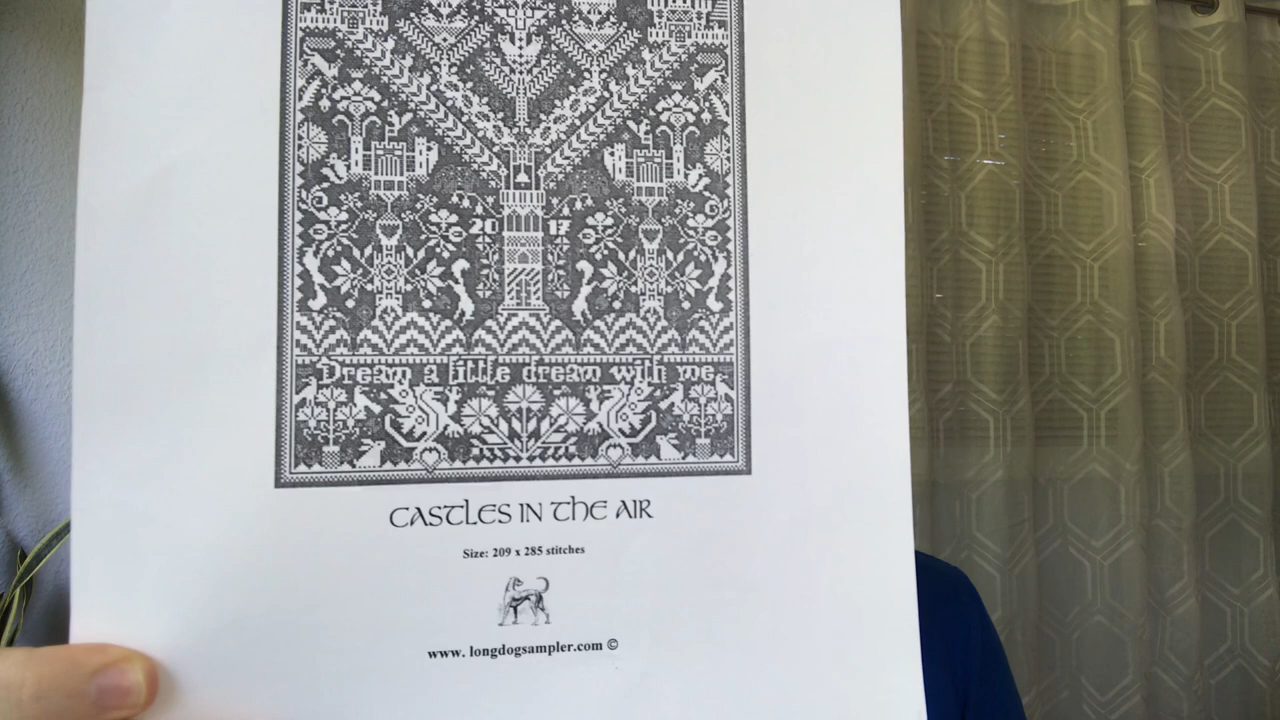 20 17
Dream a little dream with me
CASTLES IN THE AIR
Size: 209 x 285 stitches
www. longdogsampler.com ©